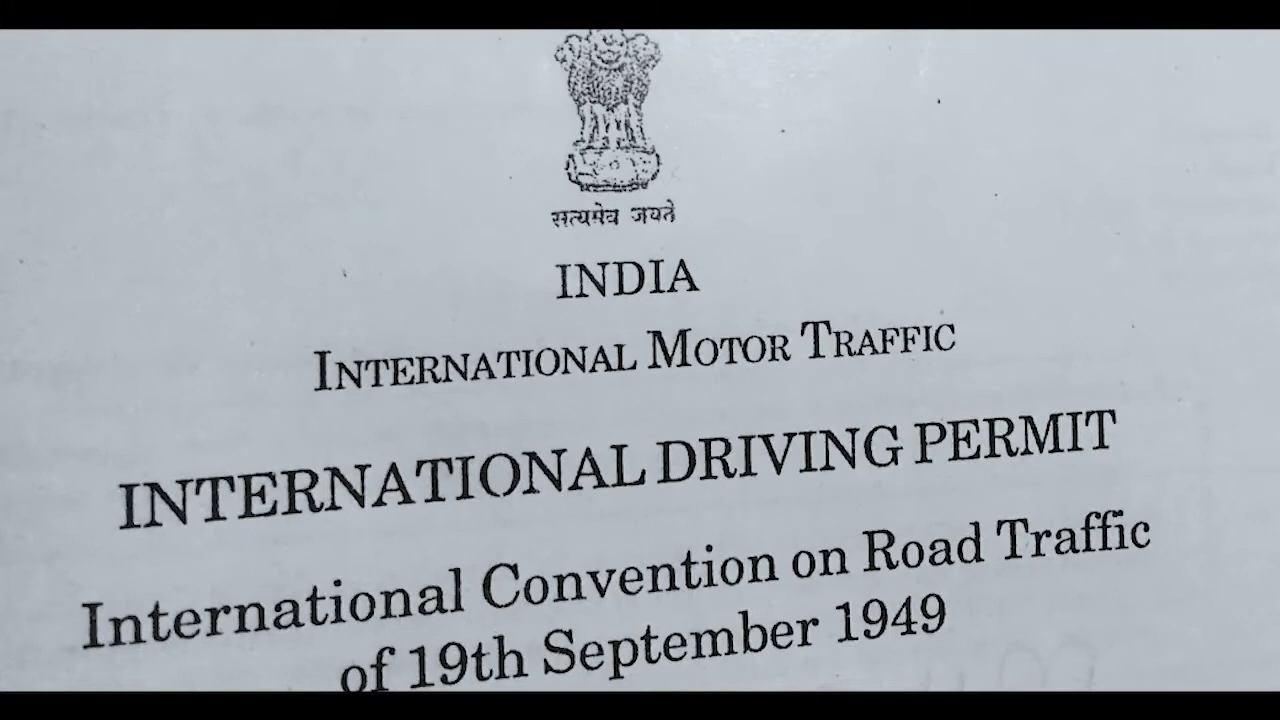 सत्यमेव जयते
INDIA
INTERNATIONAL MOTOR TRAFFIC
INTERNATIONAL DRIVING PERMIT
International Convention on Road Traffic
of 19th September 1949